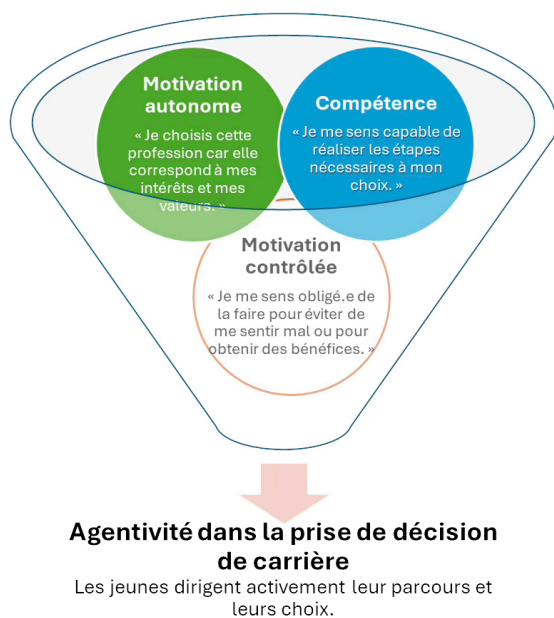 Motivation
autonome
« Je choisis cette
profession car elle
correspond à mes
intérêts et mes
valeurs. »
Compétence
« Je me sens capable de
réaliser les étapes
nécessaires à mon
choix. »
Motivation
contrôlée
« Je me sens obligé.e de
la faire pour éviter de
me sentir mal ou pour
obtenir des bénéfices. »
Agentivité dans la prise de décision
de carrière
Les jeunes dirigent activement leur parcours et
leurs choix.